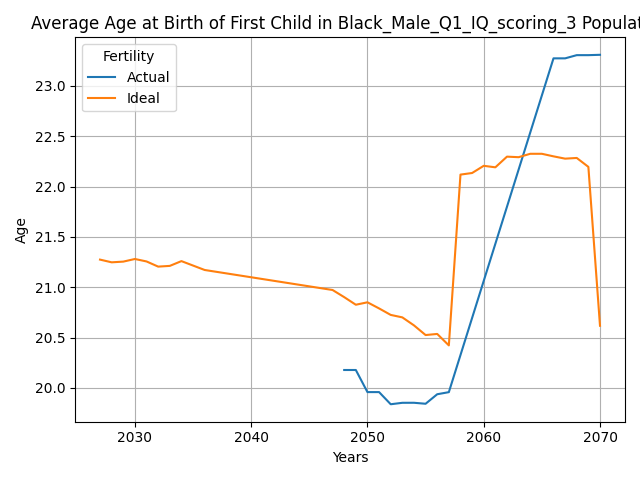 Average Age at Birth of First Child in Black_Male_Q1_IQ_scoring_3 Populat
Fertility
Actual
Ideal
23.0
22.5
22.0
21.5
21.0
20.5
20.0
Age
2030 2040 2050 2060 2070
Years